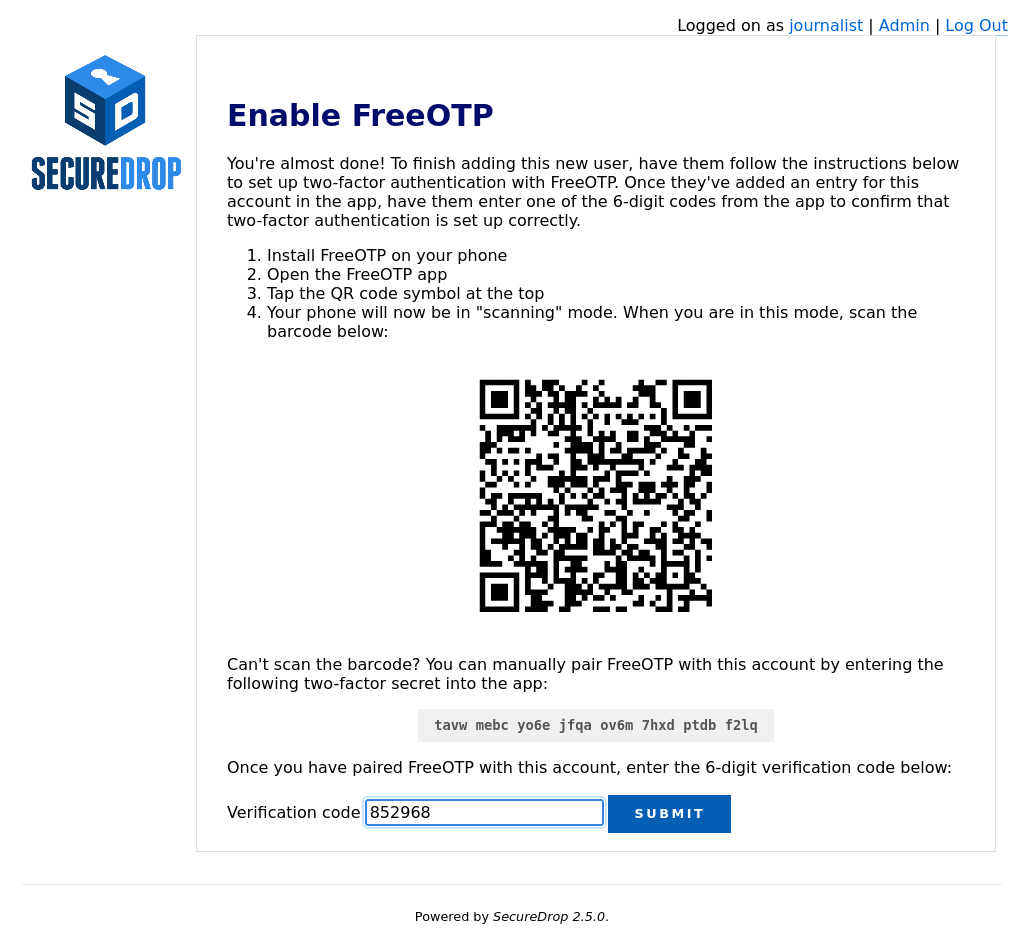 Logged on as journalist | Admin | Log Out
SECUREDROP
Enable FreeOTP
You're almost done! To finish adding this new user, have them follow the instructions below
to set up two-factor authentication with FreeOTP. Once they've added an entry for this
account in the app, have them enter one of the 6-digit codes from the app to confirm that
two-factor authentication is set up correctly.
1. Install FreeOTP on your phone
2. Open the FreeOTP app
3. Tap the QR code symbol at the top
4. Your phone will now be in "scanning" mode. When you are in this mode, scan the
barcode below:
Can't scan the barcode? You can manually pair FreeOTP with this account by entering the
following two-factor secret into the app:
tavw mebc yo6e jfqa ov6m 7hxd ptdb f2lq
Once you have paired FreeOTP with this account, enter the 6-digit verification code below:
Verification code 852968 SUBMIT
Powered by SecureDrop 2.5.0.